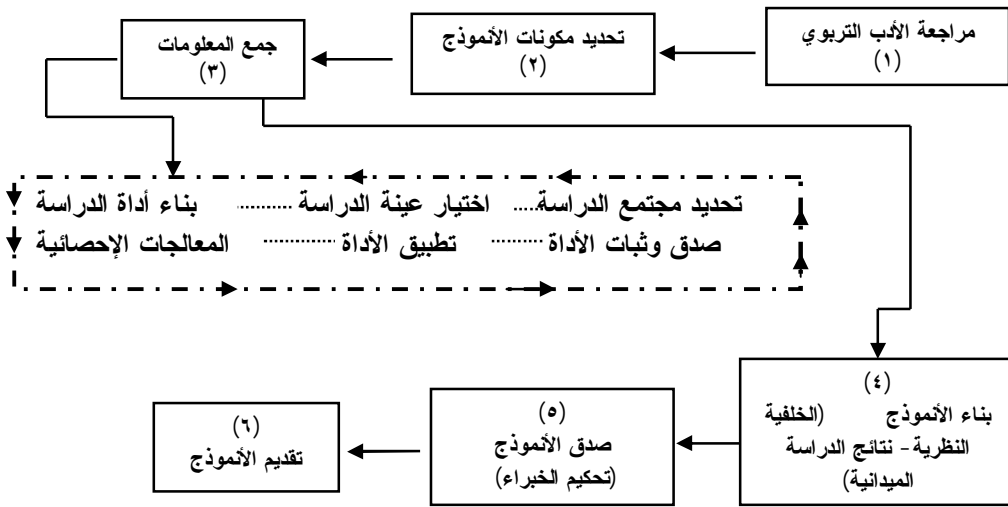 مراجعة الأدب التربوي
(١)
تحديد مكونات الأنموذج
(٢)
جمع المعلومات
(٣)
تحديد مجتمع الدراسة.... اختيار عينة الدراسة ........ بناء أداة الدراسة
صدق وثبات الأداة ........ تطبيق الأداة ............ المعالجات الإحصائية
(٤)
بناء الأنموذج (الخلفية
النظرية - نتائج الدراسة
الميدانية)
(٥)
صدق الأنموذج
(تحكيم الخبراء)
(٦)
تقديم الأنموذج